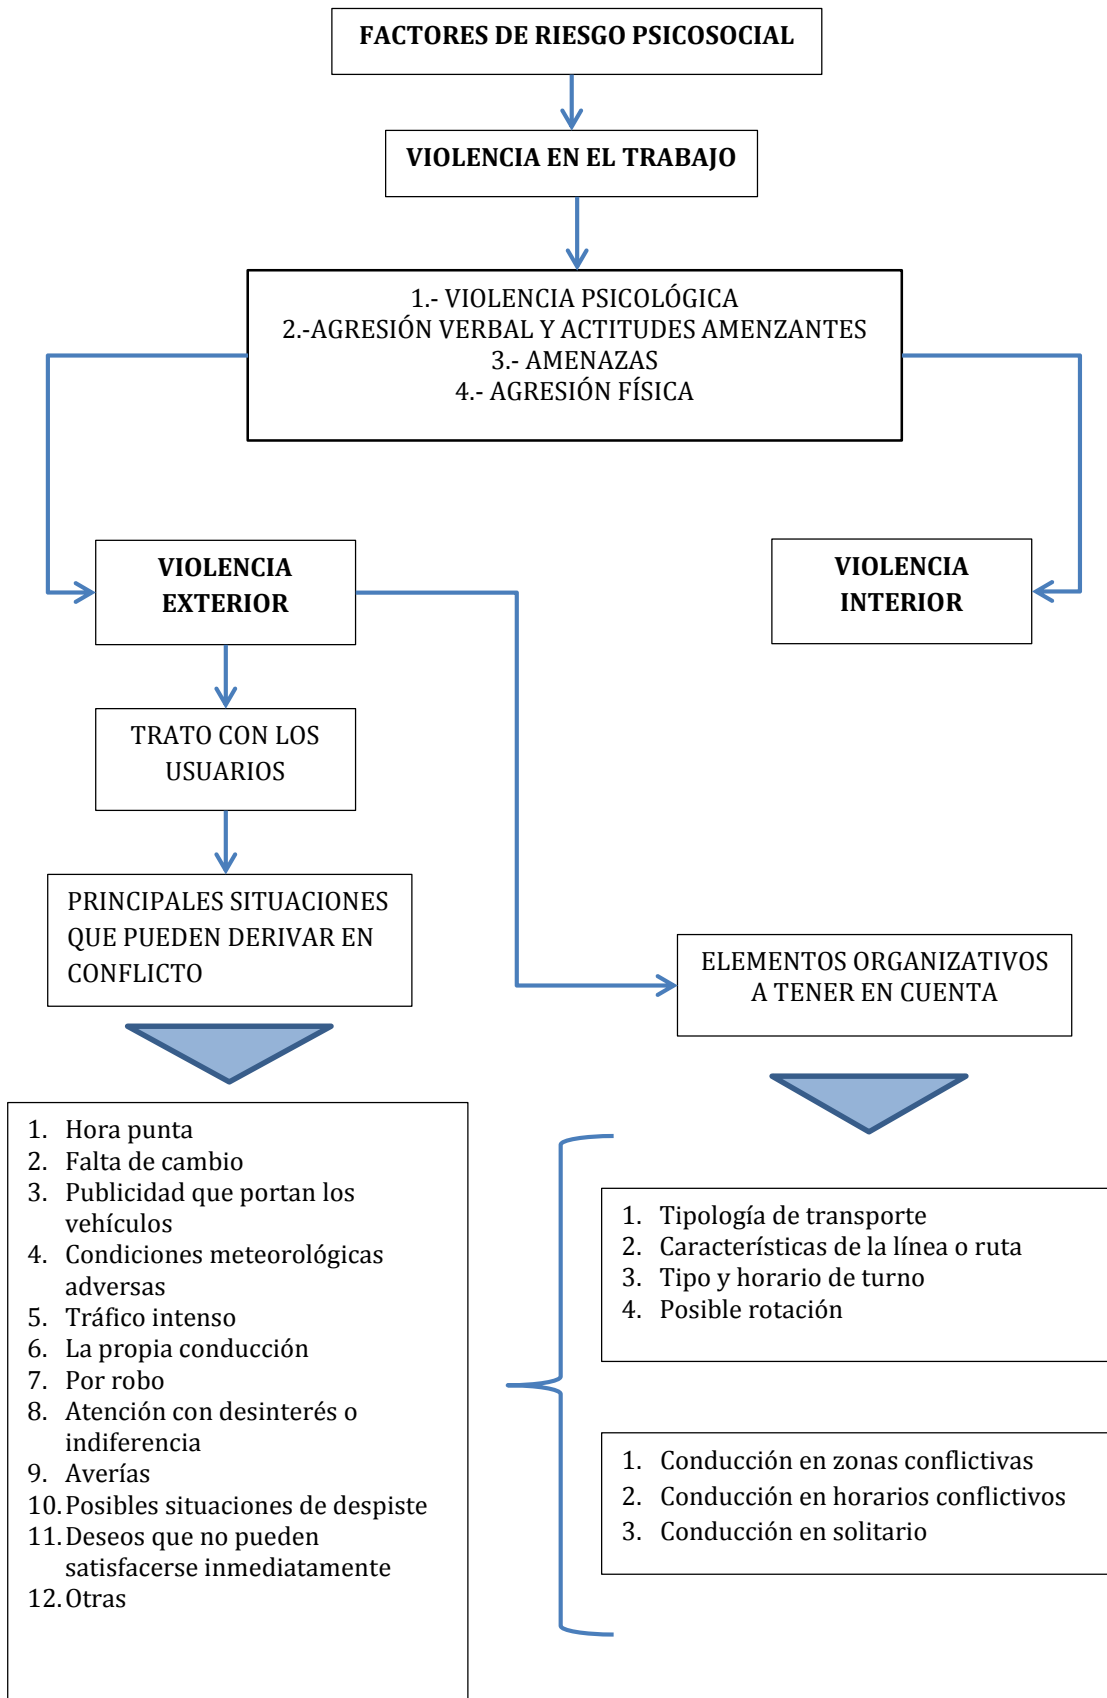 FACTORES DE RIESGO PSICOSOCIAL
VIOLENCIA EN EL TRABAJO
1.- VIOLENCIA PSICOLÓGICA
2.-AGRESIÓN VERBAL Y ACTITUDES AMENZANTES
3.- AMENAZAS
4.- AGRESIÓN FÍSICA
VIOLENCIA
EXTERIOR
VIOLENCIA
INTERIOR
TRATO CON LOS
USUARIOS
PRINCIPALES SITUACIONES
QUE PUEDEN DERIVAR EN
CONFLICTO
ELEMENTOS ORGANIZATIVOS
A TENER EN CUENTA
1. Hora punta
2. Falta de cambio
3. Publicidad que portan los
vehículos
4. Condiciones meteorológicas
adversas
5. Tráfico intenso
6. La propia conducción
7. Por robo
8. Atención con desinterés o
indiferencia
9. Averías
10. Posibles situaciones de despiste
11. Deseos que no pueden
satisfacerse inmediatamente
12. Otras
1. Tipología de transporte
2. Características de la línea o ruta
3. Tipo y horario de turno
4. Posible rotación
1. Conducción en zonas conflictivas
2. Conducción en horarios conflictivos
3. Conducción en solitario